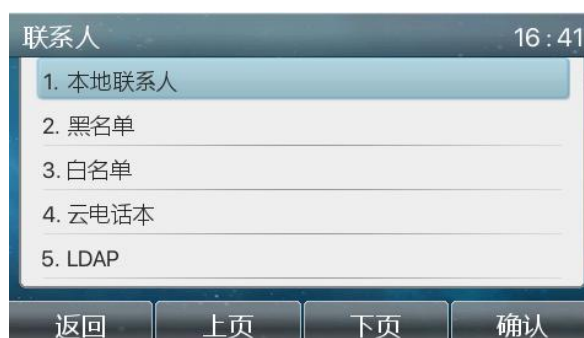 联系人 16:41
1. 本地联系人
2. 黑名单
3. 白名单
4. 云电话本
5. LDAP
返回 上页 下页 确认